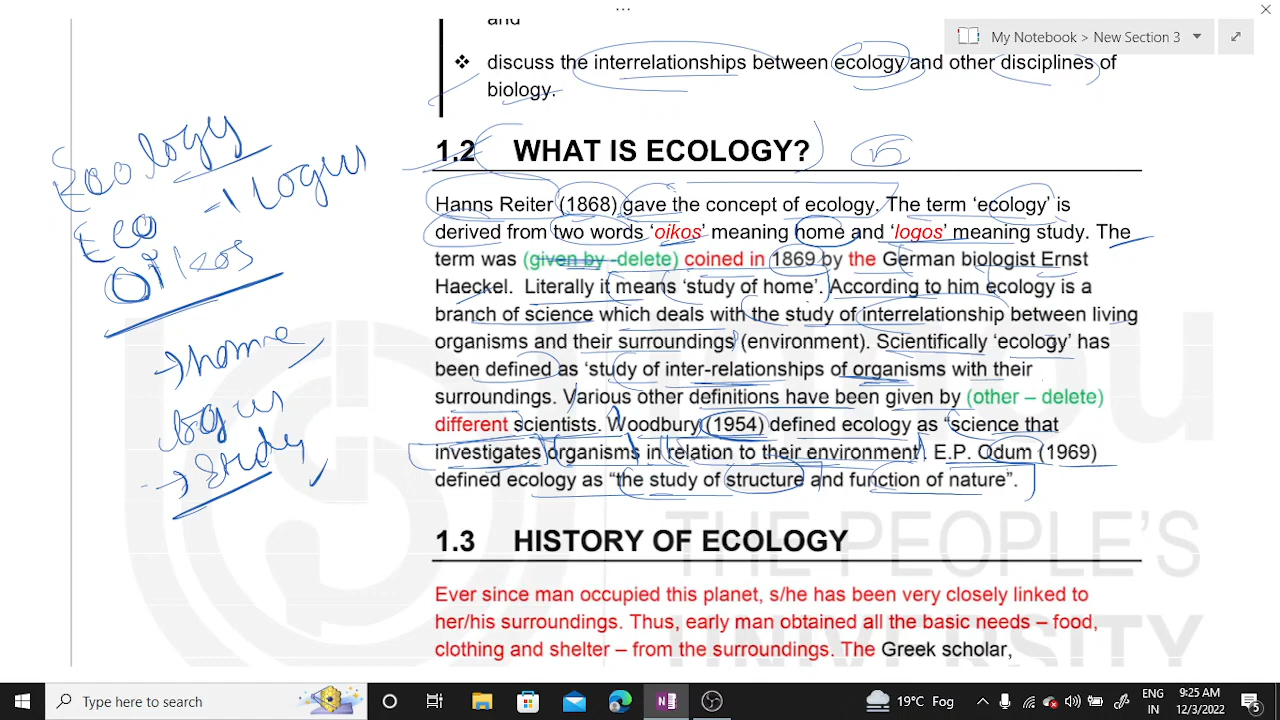 and
My Notebook > New Section 3
❖ discuss the interrelationships between ecology and other disciplines of
biology.
1.2 WHAT IS ECOLOGY?
Hanns Reiter (1868) gave the concept of ecology. The term ‘ecology’ is
derived from two words ‘oikos’ meaning home and ‘logos’ meaning study. The
term was (given by -delete) coined in 1869 by the German biologist Ernst
Haeckel. Literally it means ‘study of home’. According to him ecology is a
branch of science which deals with the study of interrelationship between living
organisms and their surroundings (environment). Scientifically ‘ecology’ has
been defined as ‘study of inter-relationships of organisms with their
surroundings. Various other definitions have been given by (other – delete)
different scientists. Woodbury (1954) defined ecology as “science that
investigates organisms in relation to their environment”. E.P. Odum (1969)
defined ecology as “the study of structure and function of nature”.
1.3 HISTORY OF ECOLOGY
Ever since man occupied this planet, s/he has been very closely linked to
her/his surroundings. Thus, early man obtained all the basic needs – food,
clothing and shelter – from the surroundings. The Greek scholar,
Ecology
Eco - Logus
Oikos
→ home
logus
→ study
THE PEOPLE'S
UNIVERSITY
Type here to search
19°C Fog
ENG
IN
9:25 AM
12/3/2022
5